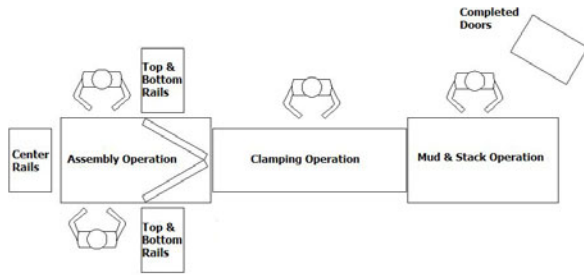 Completed
Doors
Top &
Bottom
Rails
Center
Rails
Assembly Operation
Clamping Operation
Mud & Stack Operation
Top &
Bottom
Rails